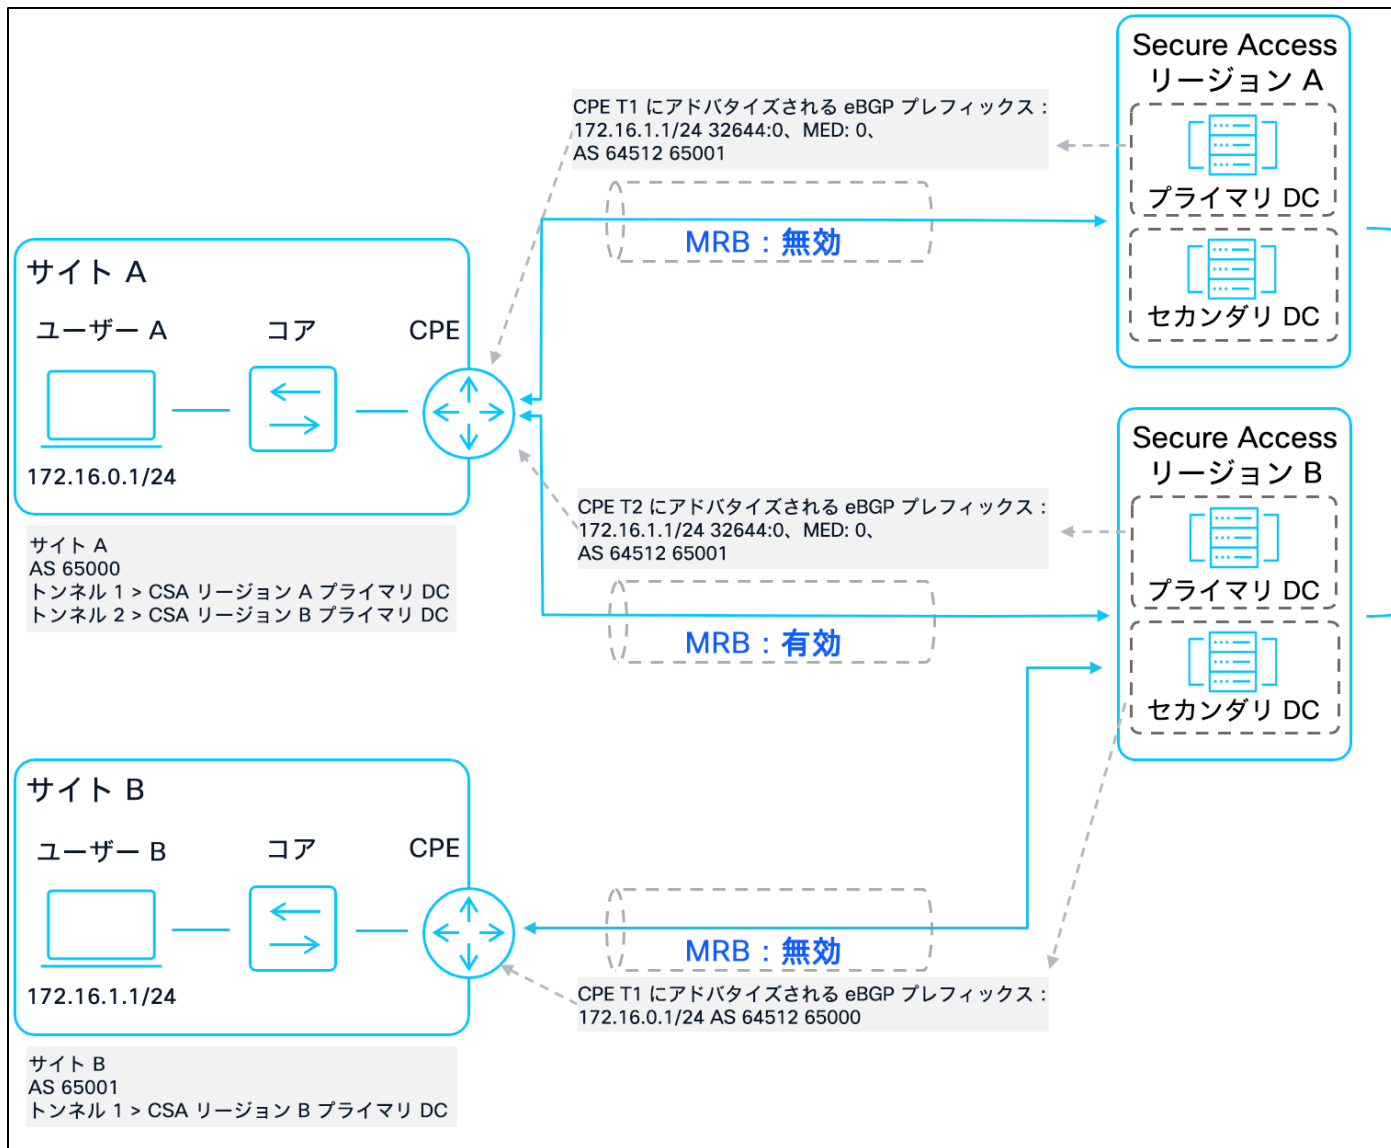 Secure Access
リージョン A
プライマリ DC
セカンダリ DC
CPE T1 にアドバタイズされる eBGP プレフィックス：
172.16.1.1/24 32644:0、MED: 0、
AS 64512 65001
MRB：無効
サイト A
ユーザー A
コア
CPE
172.16.0.1/24
サイト A
AS 65000
トンネル 1 > CSA リージョン A プライマリ DC
トンネル 2 > CSA リージョン B プライマリ DC
Secure Access
リージョン B
プライマリ DC
セカンダリ DC
CPE T2 にアドバタイズされる eBGP プレフィックス：
172.16.1.1/24 32644:0、MED: 0、
AS 64512 65001
MRB：有効
サイト B
ユーザー B
コア
CPE
172.16.1.1/24
MRB：無効
CPE T1 にアドバタイズされる eBGP プレフィックス：
172.16.0.1/24 AS 64512 65000
サイト B
AS 65001
トンネル 1 > CSA リージョン B プライマリ DC